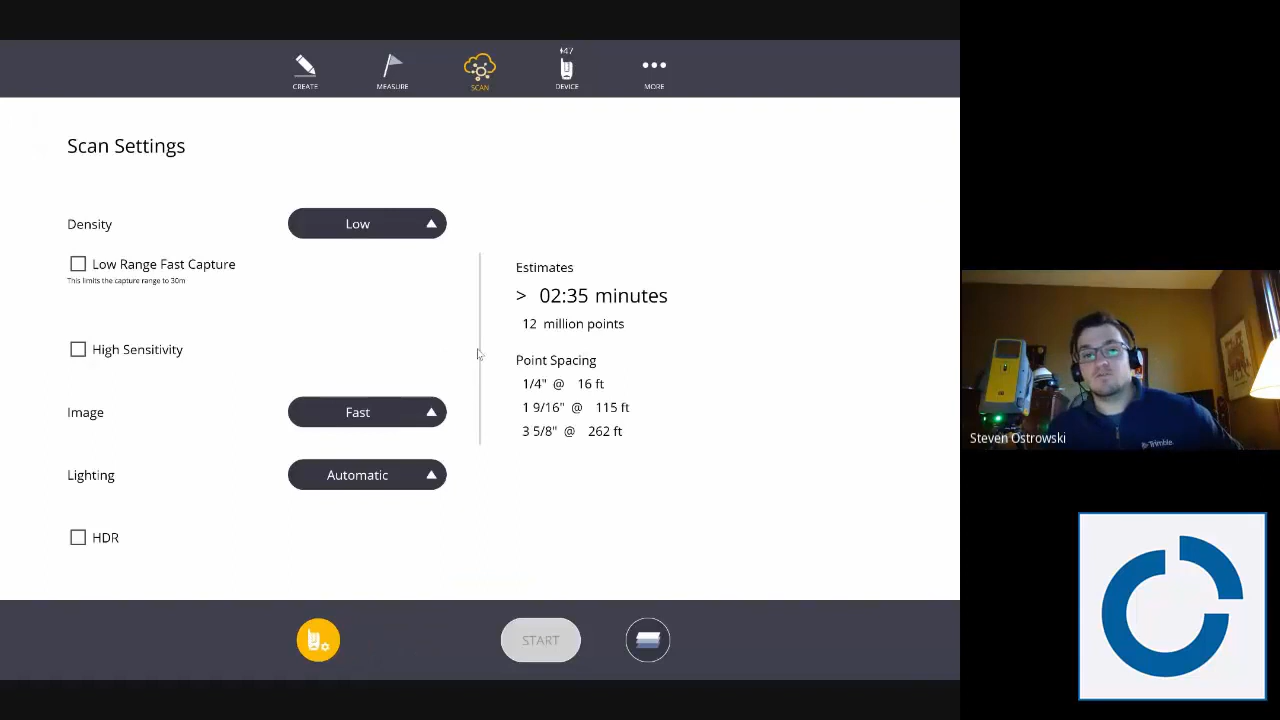 47
CREATE
MEASURE
SCAN
DEVICE
MORE
Scan Settings
Density
Low
Low Range Fast Capture
This limits the capture range to 30m
High Sensitivity
Image
Fast
Lighting
Automatic
HDR
Estimates
> 02:35 minutes
12 million points
Point Spacing
1/4" @ 16 ft
1 9/16" @ 115 ft
3 5/8" @ 262 ft
START
Steven Ostrowski
Trimble